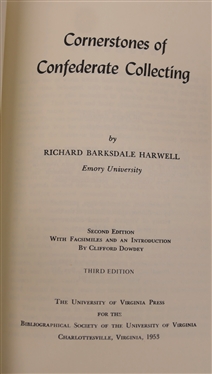 Cornerstones of
Confederate Collecting
by
RICHARD BARKSDALE HARWELL
Emory University
SECOND EDITION
WITH FACSIMILES AND AN INTRODUCTION
BY CLIFFORD DOWDEY
THIRD EDITION
THE UNIVERSITY OF VIRGINIA PRESS
FOR THE
BIBLIOGRAPHICAL SOCIETY OF THE UNIVERSITY OF VIRGINIA
CHARLOTTESVILLE, VIRGINIA, 1953